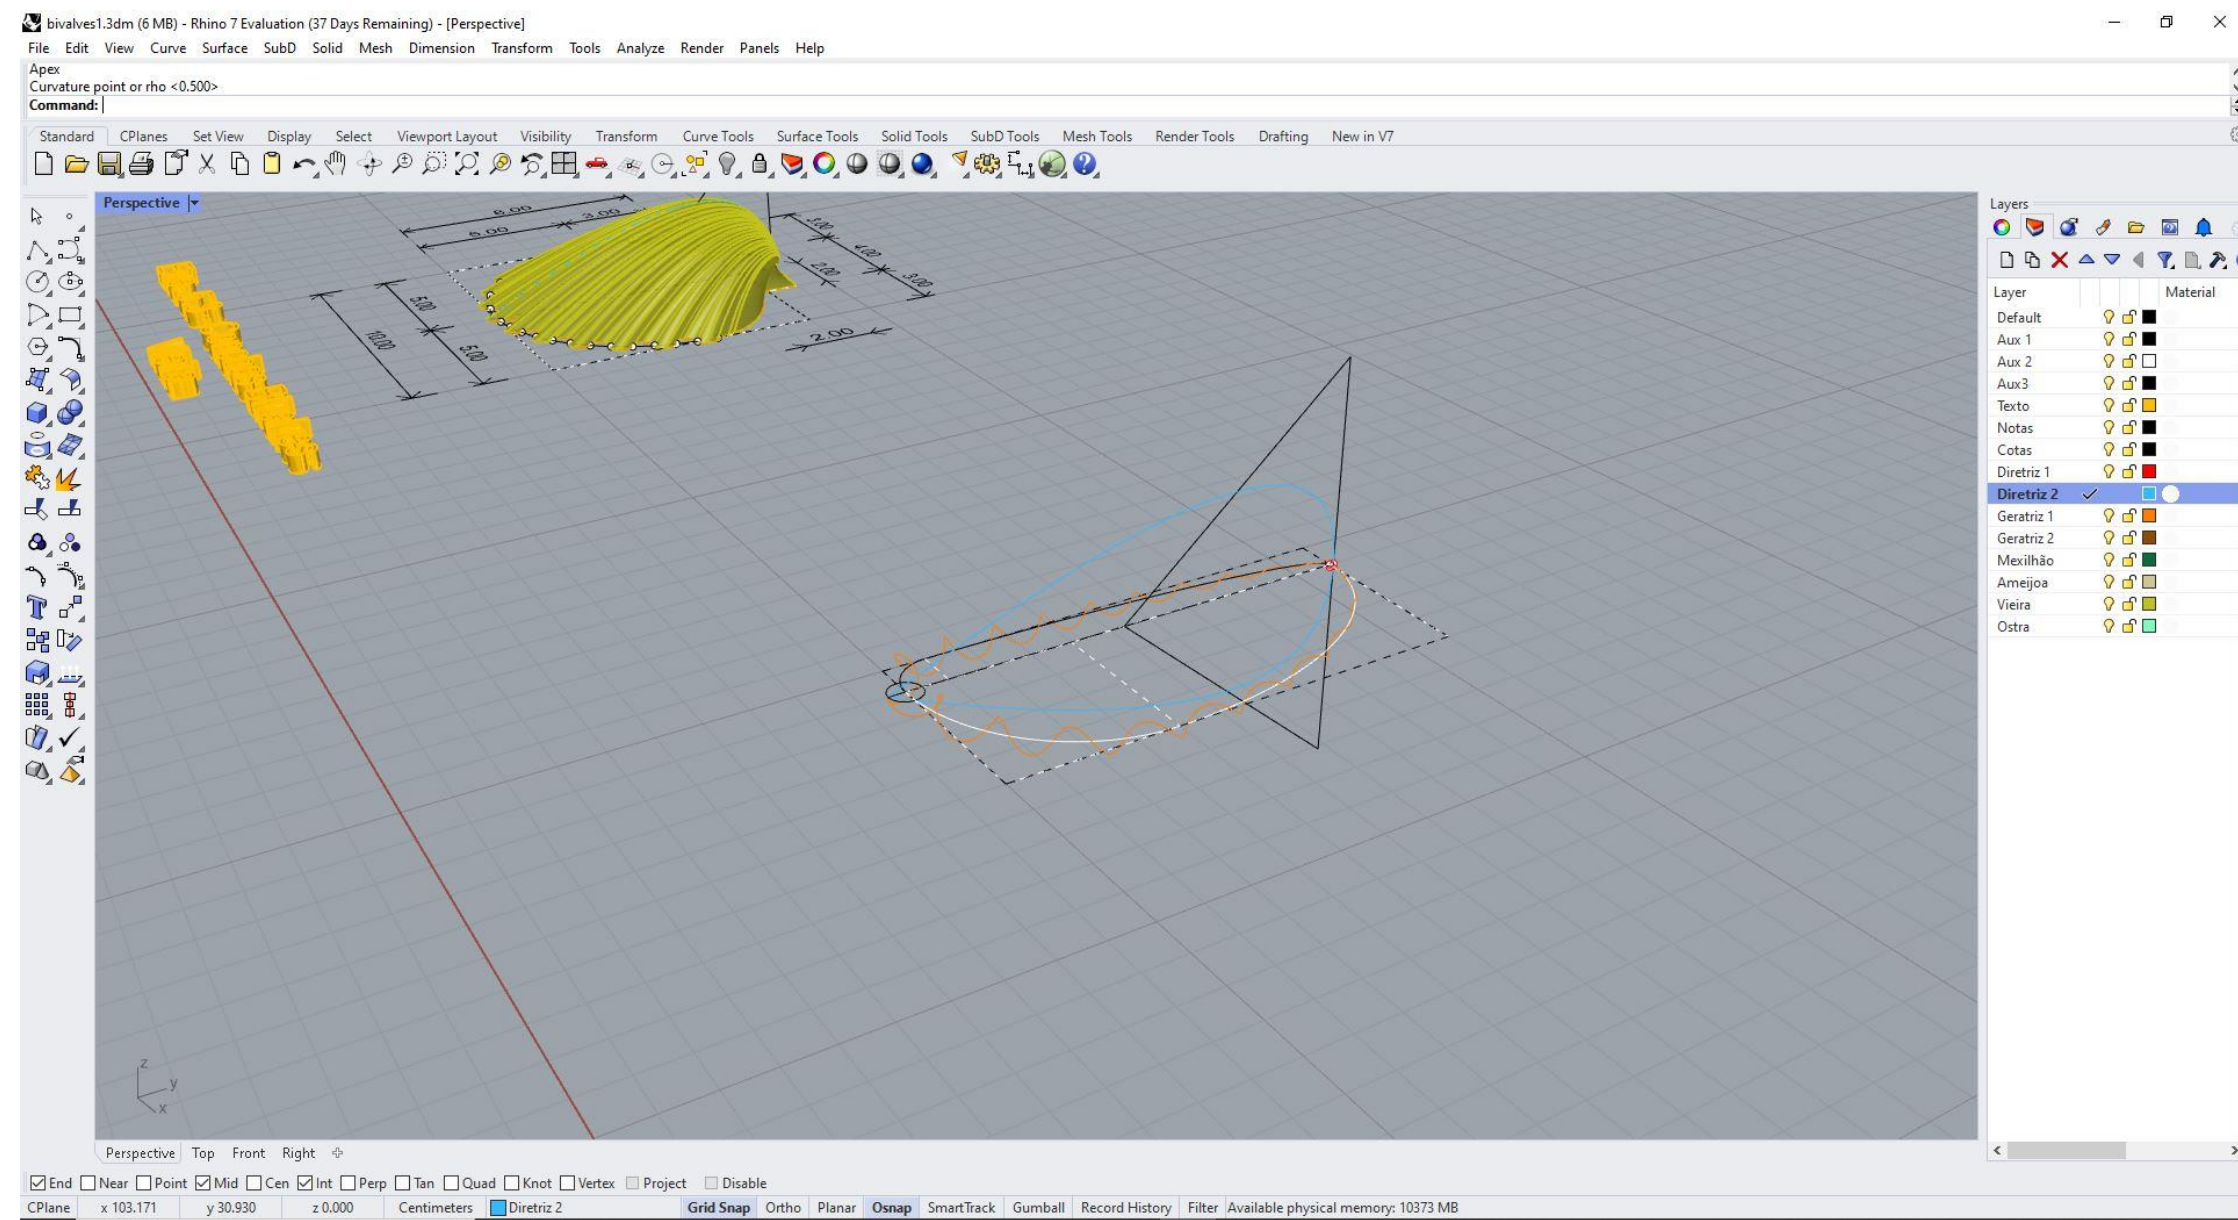 bivalves1.3dm (6 MB) - Rhino 7 Evaluation (37 Days Remaining) - [Perspective]
File Edit View Curve Surface SubD Solid Mesh Dimension Transform Tools Analyze Render Panels Help
Apex
Curvature point or rho <0.500>
Command:
Standard CPlanes Set View Display Select Viewport Layout Visibility Transform Curve Tools Surface Tools Solid Tools SubD Tools Mesh Tools Render Tools Drafting New in V7
Perspective
Layers
Layer Material
Default
Aux 1
Aux 2
Aux3
Texto
Notas
Cotas
Diretriz 1
Diretriz 2
Geratriz 1
Geratriz 2
Mexilhão
Ameijoa
Vieira
Ostra
3.00
3.00
4.00
3.00
2.00
5.00
10.00
5.00
2.00
z
y
x
Perspective Top Front Right
End Near Point Mid Cen Int Perp Tan Quad Knot Vertex Project Disable
CPlane x 103.171 y 30.930 z 0.000 Centimeters Diretriz 2 Grid Snap Ortho Planar Osnap SmartTrack Gumball Record History Filter Available physical memory: 10373 MB